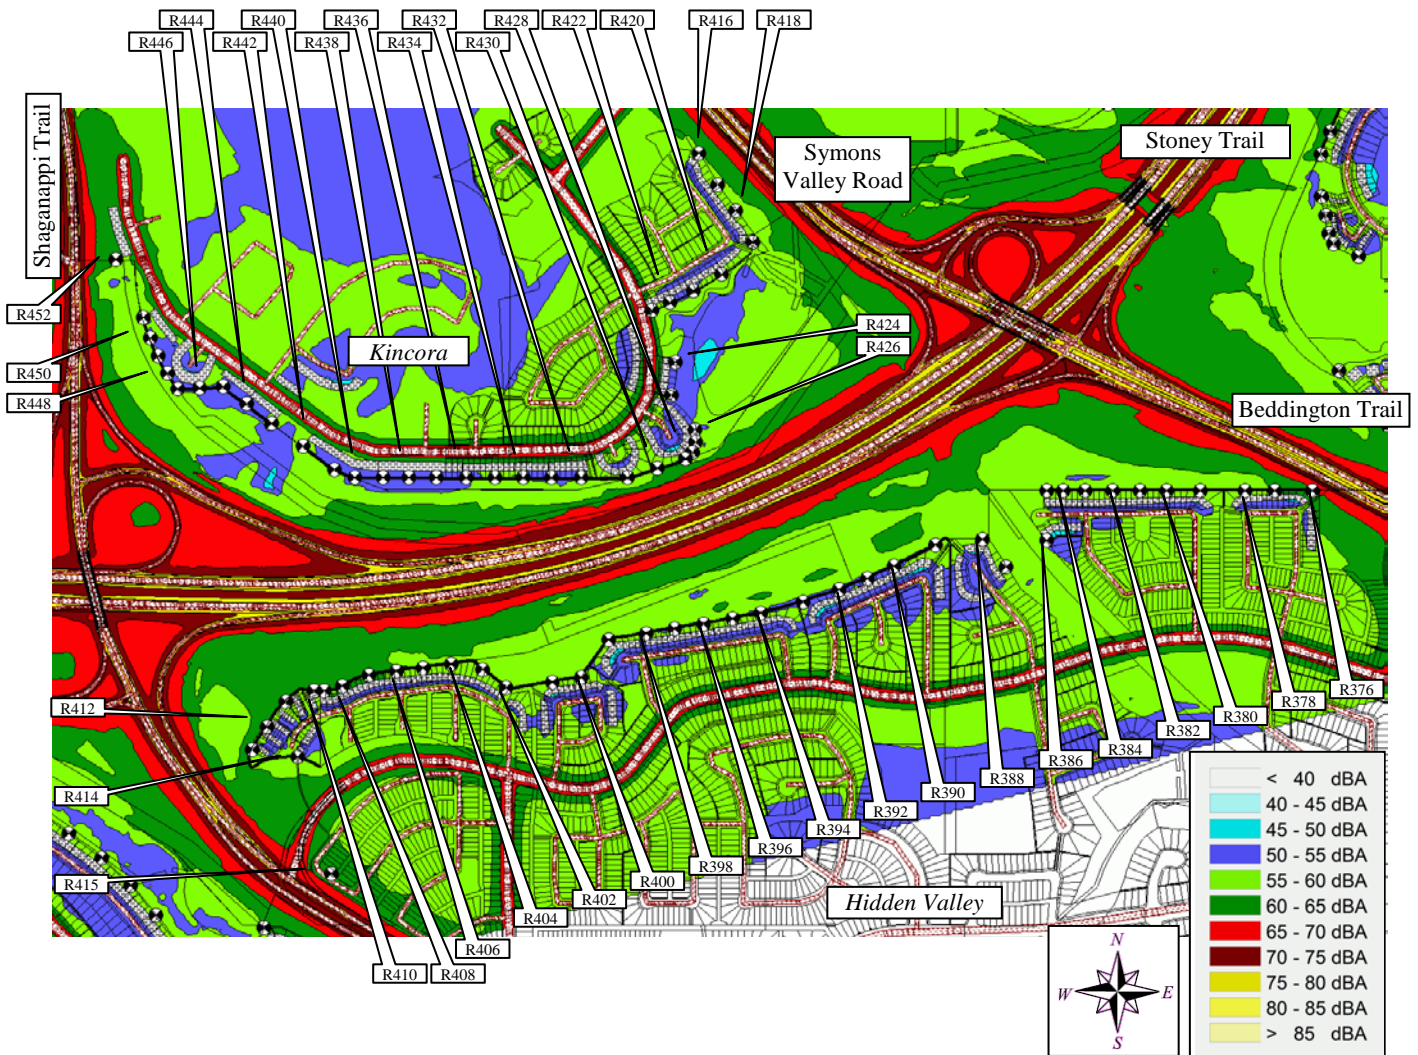 R444
R440
R436
R432
R428
R422
R420
R416
R418
R446
R442
R438
R434
R430
Shaganappi Trail
Symons
Valley Road
Stoney Trail
R452
R424
Kincora
R426
R450
R448
Beddington Trail
R412
R376
R378
R380
R382
R384
R386
R388
R390
R392
R394
R396
R398
R400
R402
R404
R406
R408
R410
R414
R415
Hidden Valley
< 40 dBA
40 - 45 dBA
45 - 50 dBA
50 - 55 dBA
55 - 60 dBA
60 - 65 dBA
65 - 70 dBA
70 - 75 dBA
75 - 80 dBA
80 - 85 dBA
> 85 dBA
N
W E
S